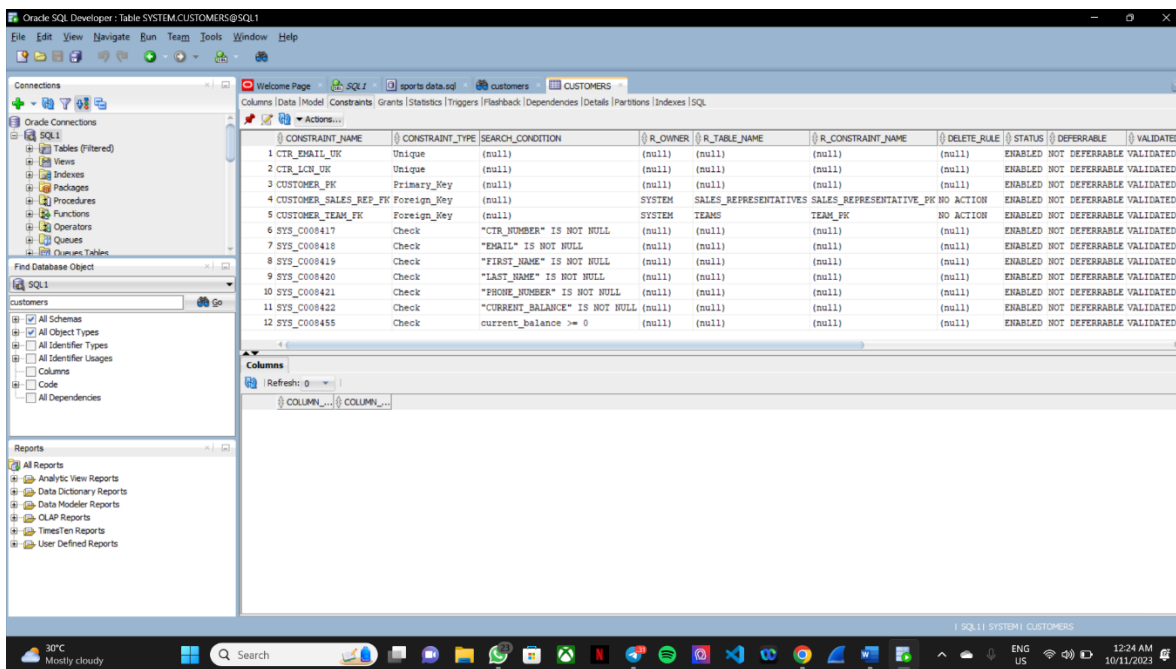 Oracle SQL Developer : Table SYSTEM.CUSTOMERS@SQL1
File Edit View Navigate Run Team Tools Window Help
Connections
Oracle Connections
SQL1
Tables (Filtered)
Views
Indexes
Packages
Procedures
Functions
Operators
Queues
Queues Tables
Find Database Object
SQL1
customers Go
All Schemas
All Object Types
All Identifier Types
All Identifier Usages
Columns
Code
All Dependencies
Reports
All Reports
Analytic View Reports
Data Dictionary Reports
Data Modeler Reports
OLAP Reports
TimesTen Reports
User Defined Reports
Welcome Page SQL1 sports data.sql customers CUSTOMERS
Columns |Data |Model |Constraints |Grants |Statistics |Triggers |Flashback |Dependencies |Details |Partitions |Indexes |SQL
Actions...
CONSTRAINT_NAME CONSTRAINT_TYPE SEARCH_CONDITION R_OWNER R_TABLE_NAME R_CONSTRAINT_NAME DELETE_RULE STATUS DEFERRABLE VALIDATED
1 CTR_EMAIL_UK Unique (null) (null) (null) (null) (null) ENABLED NOT DEFERRABLE VALIDATED
2 CTR_LCN_UK Unique (null) (null) (null) (null) (null) ENABLED NOT DEFERRABLE VALIDATED
3 CUSTOMER_PK Primary_Key (null) (null) (null) (null) (null) ENABLED NOT DEFERRABLE VALIDATED
4 CUSTOMER_SALES_REP_FK Foreign_Key (null) SYSTEM SALES_REPRESENTATIVES SALES_REPRESENTATIVE_PK NO ACTION ENABLED NOT DEFERRABLE VALIDATED
5 CUSTOMER_TEAM_FK Foreign_Key (null) SYSTEM TEAMS TEAM_PK NO ACTION ENABLED NOT DEFERRABLE VALIDATED
6 SYS_C008417 Check "CTR_NUMBER" IS NOT NULL (null) (null) (null) (null) ENABLED NOT DEFERRABLE VALIDATED
7 SYS_C008418 Check "EMAIL" IS NOT NULL (null) (null) (null) (null) ENABLED NOT DEFERRABLE VALIDATED
8 SYS_C008419 Check "FIRST_NAME" IS NOT NULL (null) (null) (null) (null) ENABLED NOT DEFERRABLE VALIDATED
9 SYS_C008420 Check "LAST_NAME" IS NOT NULL (null) (null) (null) (null) ENABLED NOT DEFERRABLE VALIDATED
10 SYS_C008421 Check "PHONE_NUMBER" IS NOT NULL (null) (null) (null) (null) ENABLED NOT DEFERRABLE VALIDATED
11 SYS_C008422 Check "CURRENT_BALANCE" IS NOT NULL (null) (null) (null) (null) ENABLED NOT DEFERRABLE VALIDATED
12 SYS_C008455 Check current_balance >= 0 (null) (null) (null) (null) ENABLED NOT DEFERRABLE VALIDATED
Columns
Refresh: 0
COLUMN_... COLUMN_...
| SQL1| SYSTEM| CUSTOMERS
30°C
Mostly cloudy
Search
23
ENG
US
12:24 AM
10/11/2023